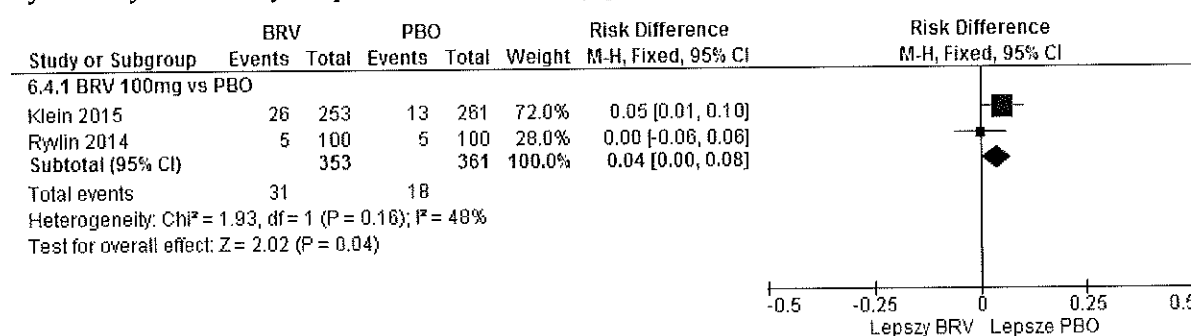 BRV PBO Risk Difference Risk Difference
Study or Subgroup Events Total Events Total Weight M-H, Fixed, 95% CI M-H, Fixed, 95% CI
6.4.1 BRV 100mg vs PBO
Klein 2015 26 253 13 261 72.0% 0.05 [0.01, 0.10]
Rywlin 2014 5 100 5 100 28.0% 0.00 [-0.06, 0.06]
Subtotal (95% CI) 353 361 100.0% 0.04 [0.00, 0.08]
Total events 31 18
Heterogeneity: Chi² = 1.93, df = 1 (P = 0.16); I² = 48%
Test for overall effect: Z = 2.02 (P = 0.04)
-0.5 -0.25 0 0.25 0.5
Lepszy BRV Lepsze PBO